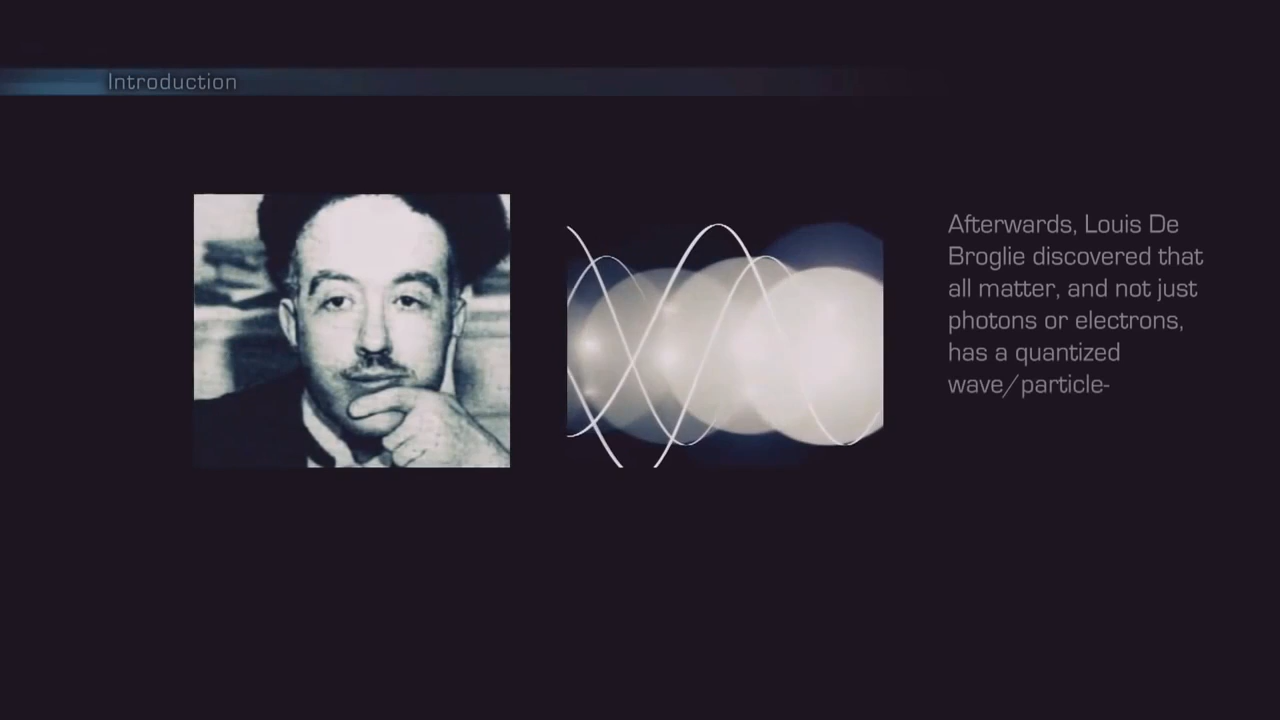 Introduction
Afterwards, Louis De
Broglie discovered that
all matter, and not just
photons or electrons,
has a quantized
wave/particle-